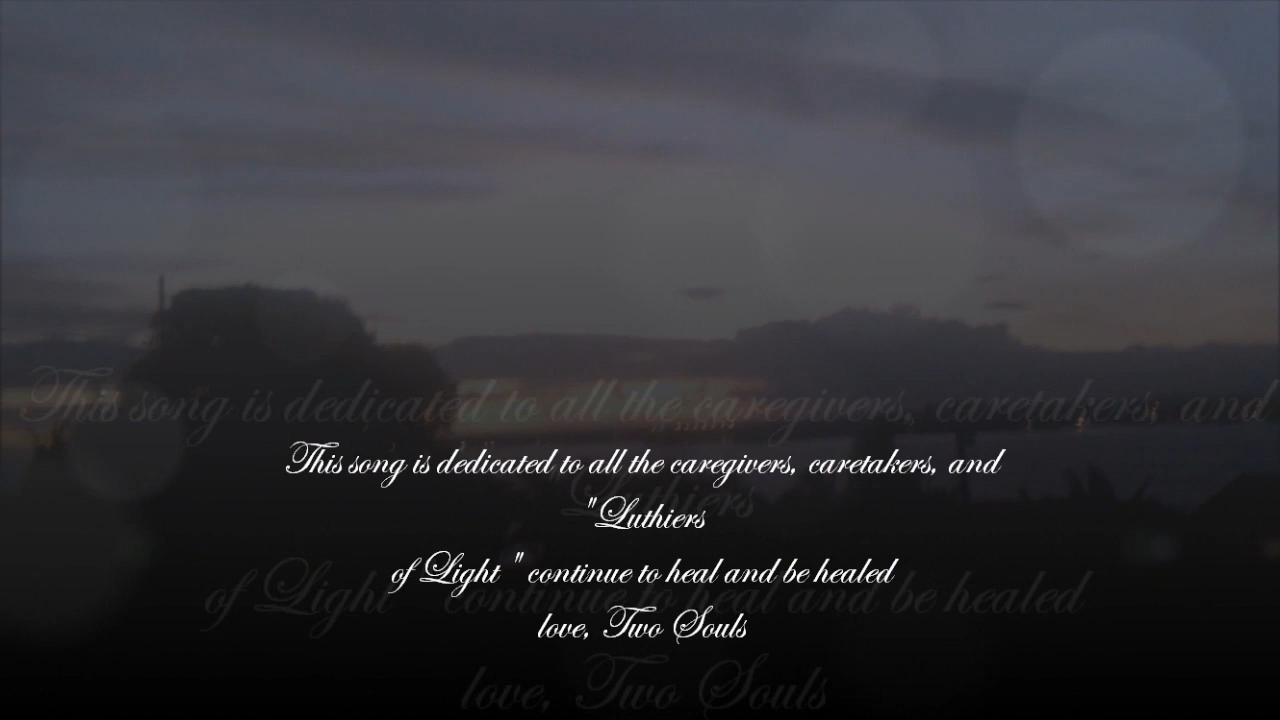 This song is dedicated to all the caregivers, caretakers, and
"Luthiers
of Light " continue to heal and be healed
love, Two Souls